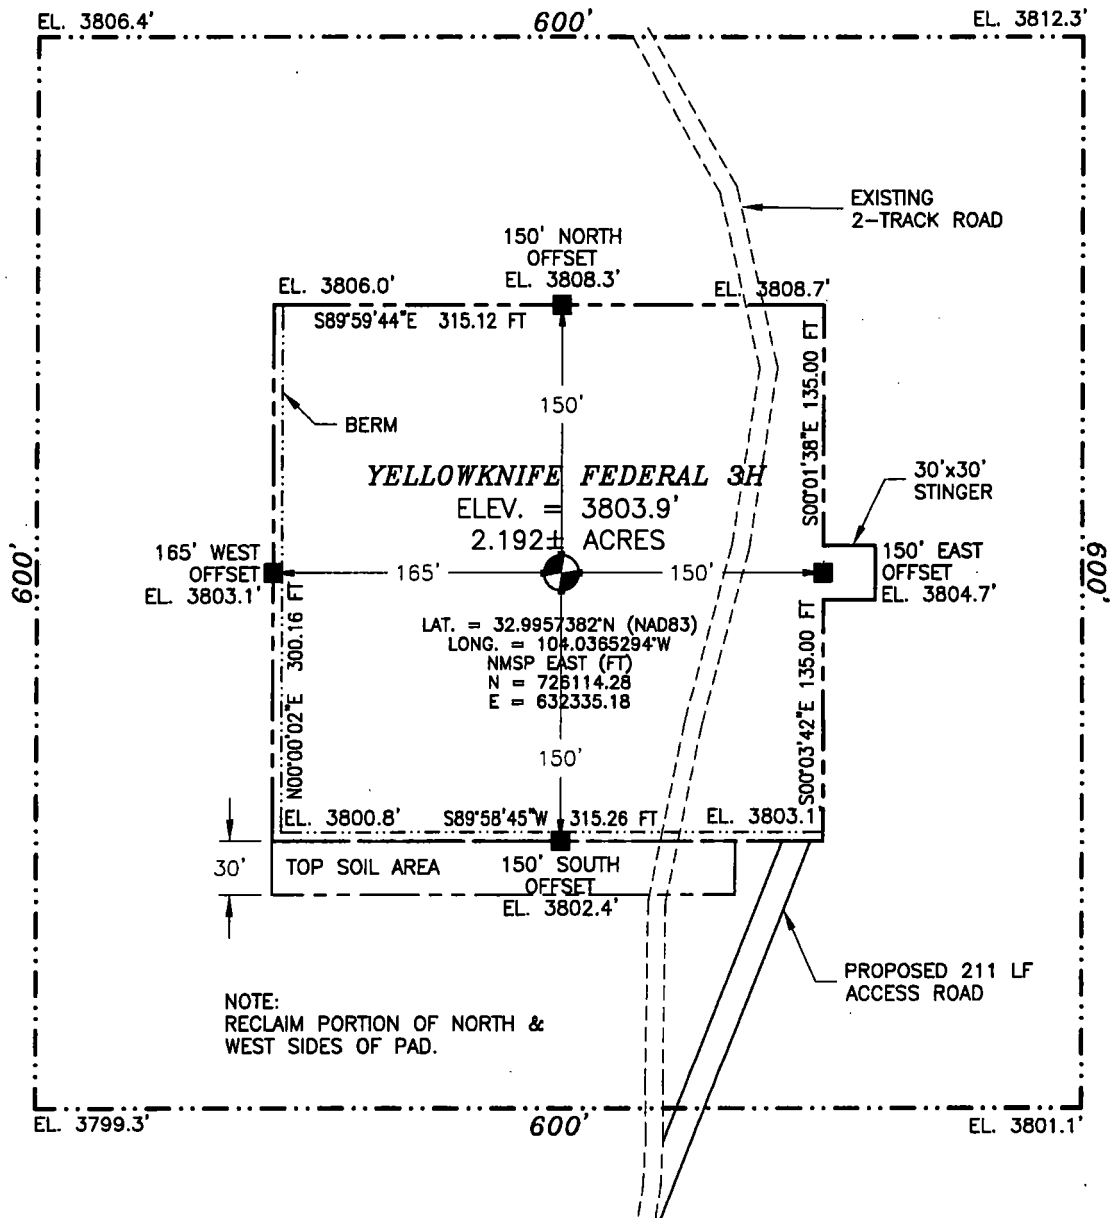 EL. 3806.4'
600'
EL. 3812.3'
EXISTING
2-TRACK ROAD
150' NORTH
OFFSET
EL. 3808.3'
EL. 3806.0'
EL. 3808.7'
S89°59'44"E 315.12 FT
S00°01'38"E 135.00 FT
150'
BERM
YELLOWKNIFE FEDERAL 3H
ELEV. = 3803.9'
2.192± ACRES
30'x30'
STINGER
600'
165' WEST
OFFSET
EL. 3803.1'
165'
150'
150' EAST
OFFSET
EL. 3804.7'
600'
LAT. = 32.9957382°N (NAD83)
LONG. = 104.0365294°W
NMSP EAST (FT)
N = 726114.28
E = 632335.18
N00°00'02"E 300.16 FT
S00°03'42"E 135.00 FT
150'
EL. 3800.8'
S89°58'45"W 315.26 FT
EL. 3803.1
30'
TOP SOIL AREA
150' SOUTH
OFFSET
EL. 3802.4'
PROPOSED 211 LF
ACCESS ROAD
NOTE:
RECLAIM PORTION OF NORTH &
WEST SIDES OF PAD.
EL. 3799.3'
600'
EL. 3801.1'